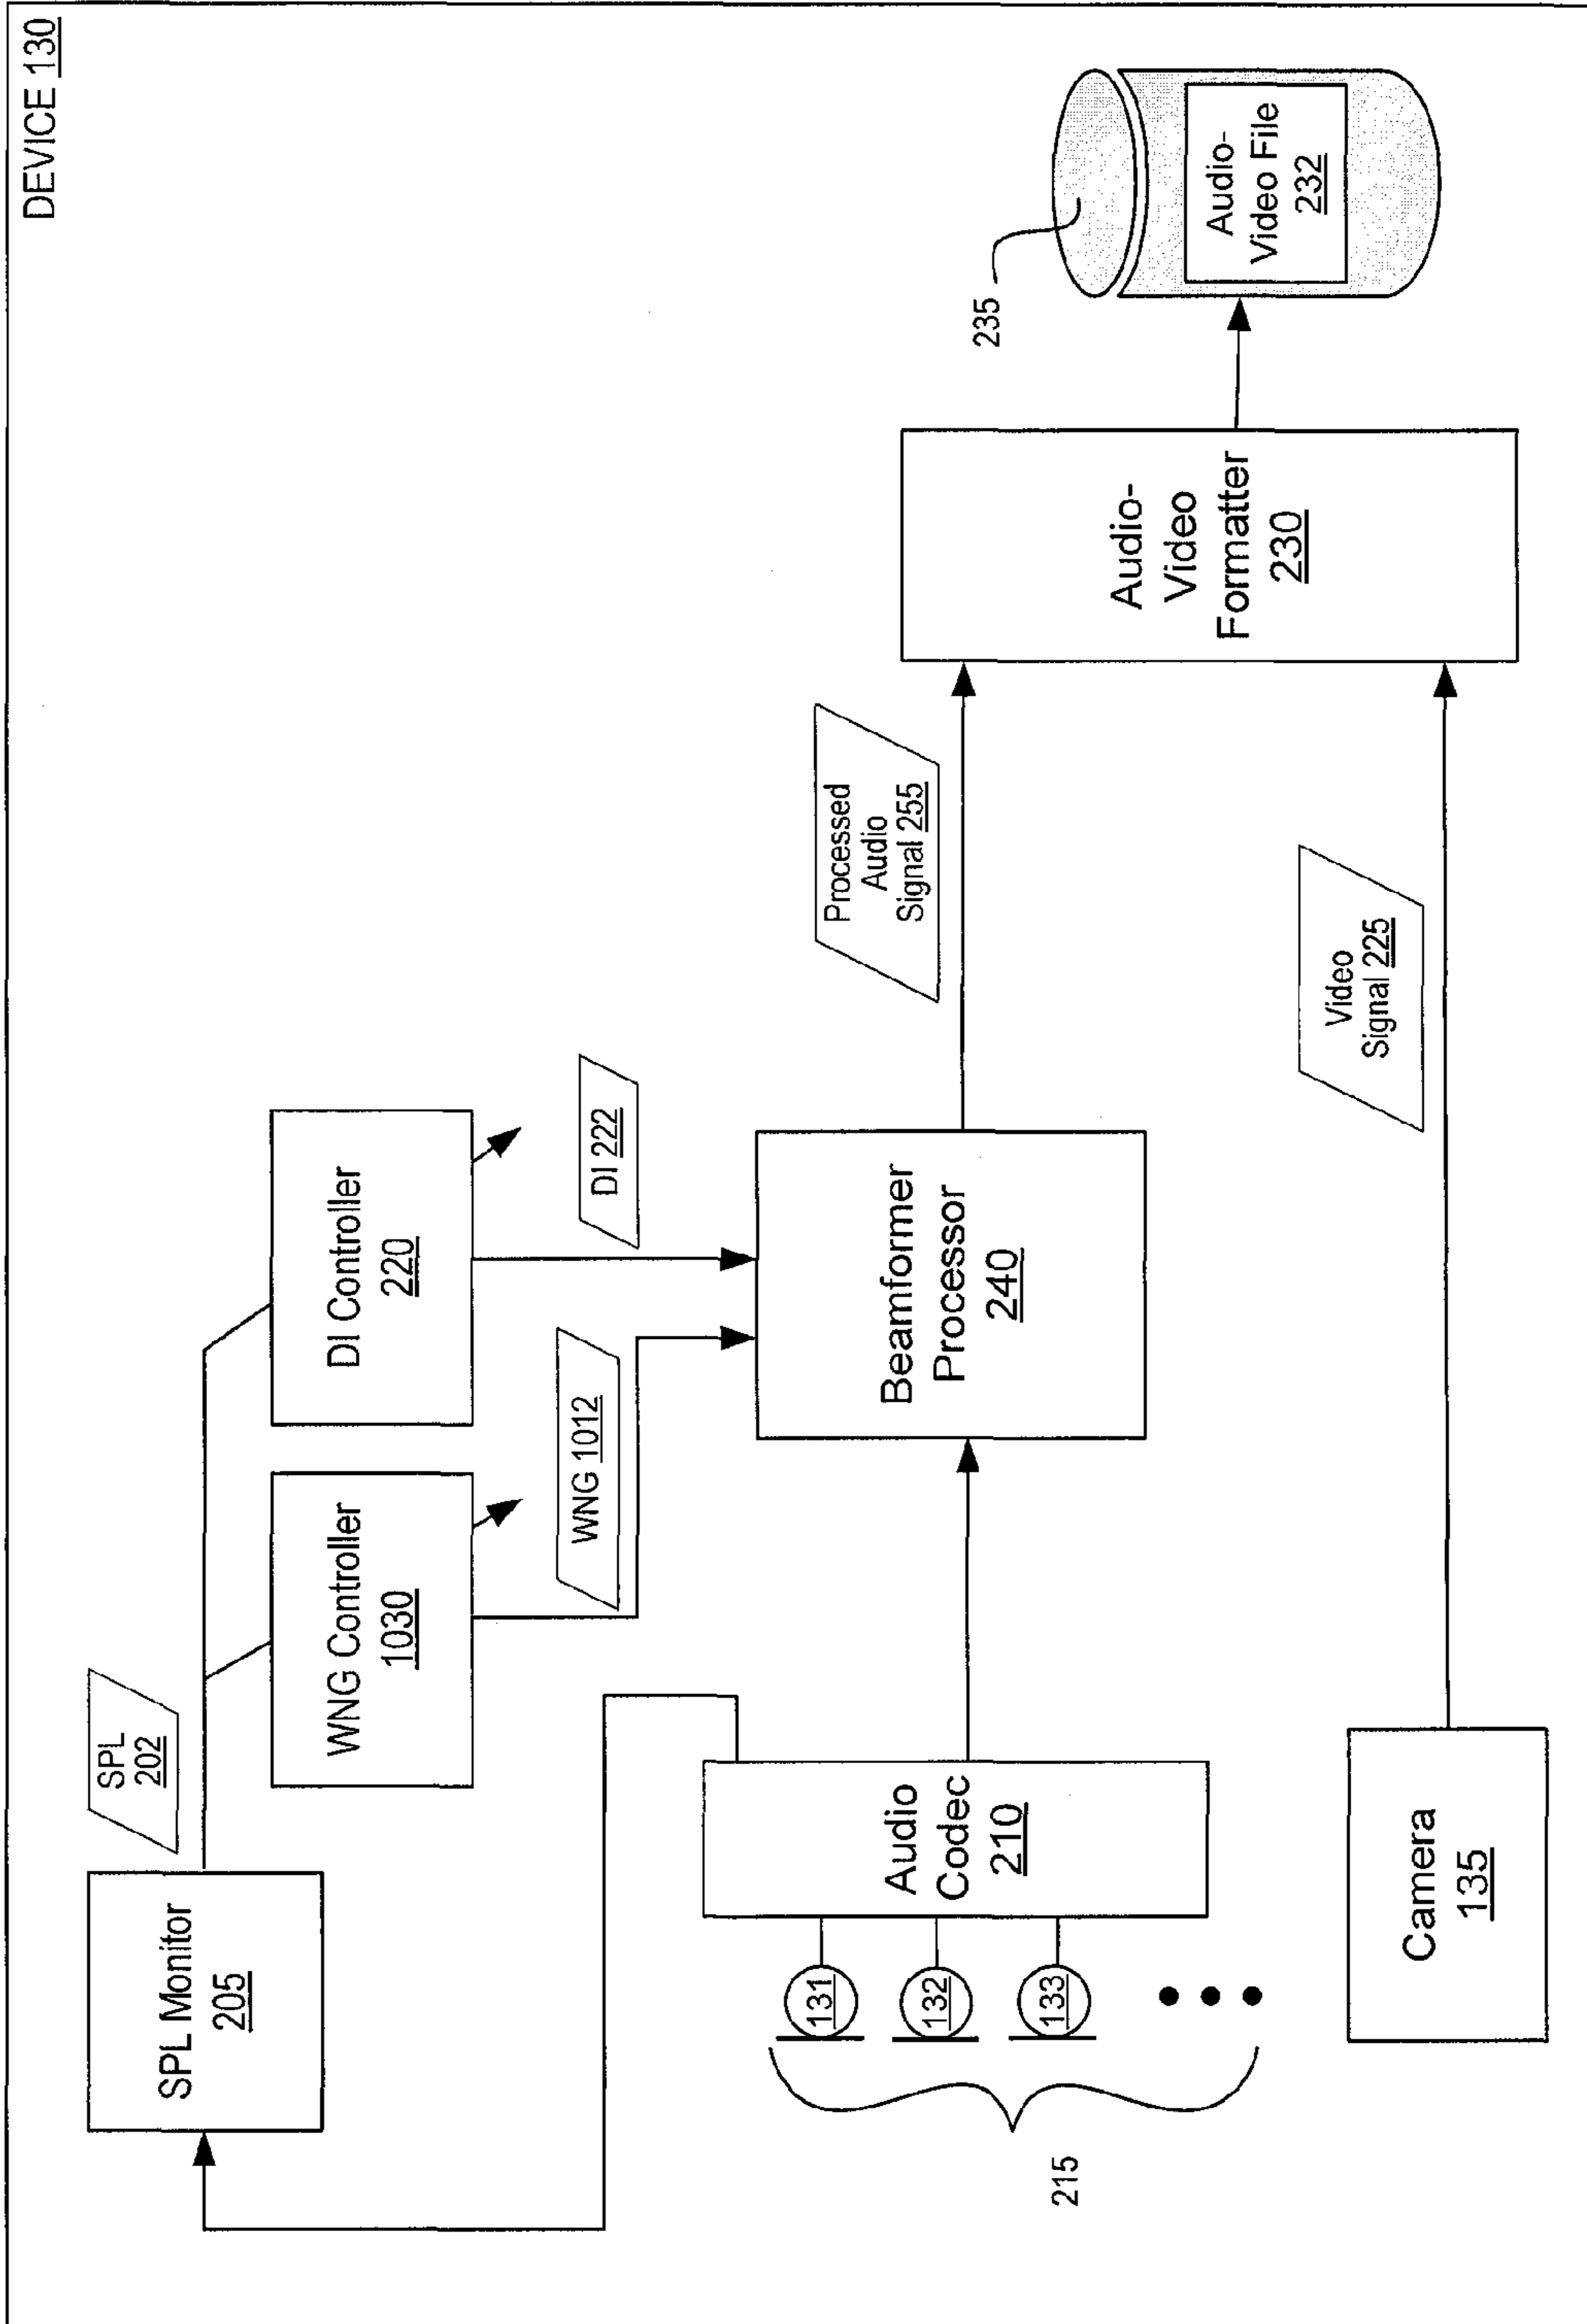 DEVICE 130
SPL Monitor
205
SPL
202
WNG Controller
1030
DI Controller
220
WNG 1012
DI 222
215
131
132
133
Audio
Codec
210
Beamformer
Processor
240
Processed
Audio
Signal 255
Camera
135
Video
Signal 225
Audio-
Video
Formatter
230
235
Audio-
Video File
232